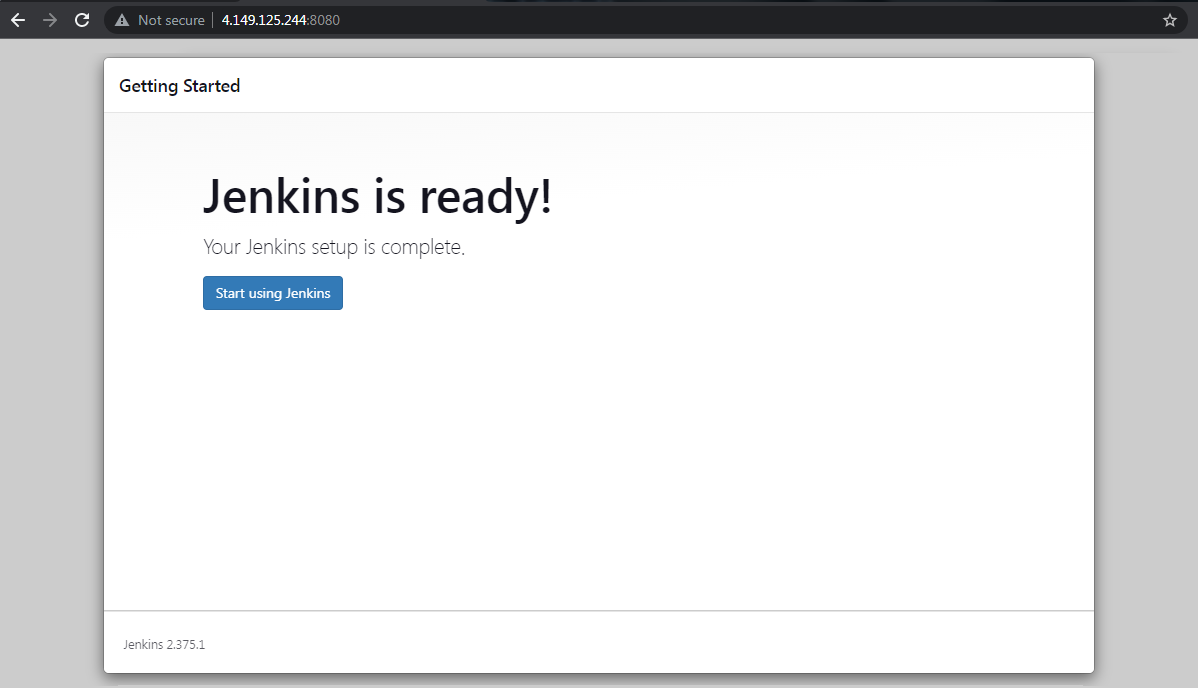 Not secure | 4.149.125.244:8080
Getting Started
Jenkins is ready!
Your Jenkins setup is complete.
Start using Jenkins
Jenkins 2.375.1